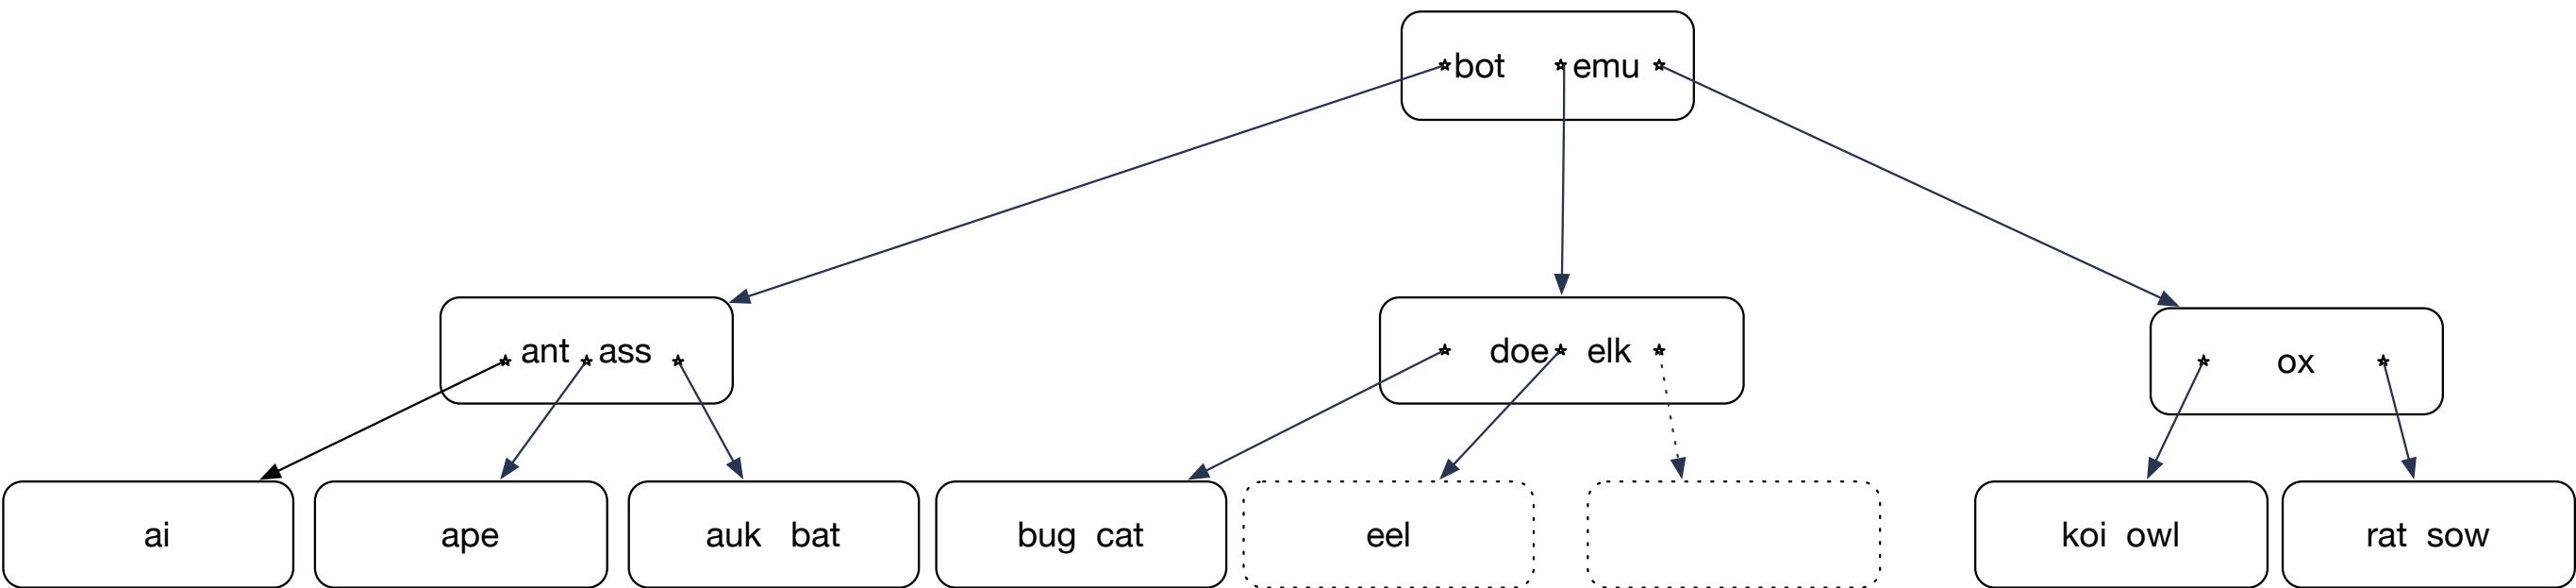 bot emu
ant ass
doe elk
ox
ai
ape
auk bat
bug cat
eel
koi owl
rat sow